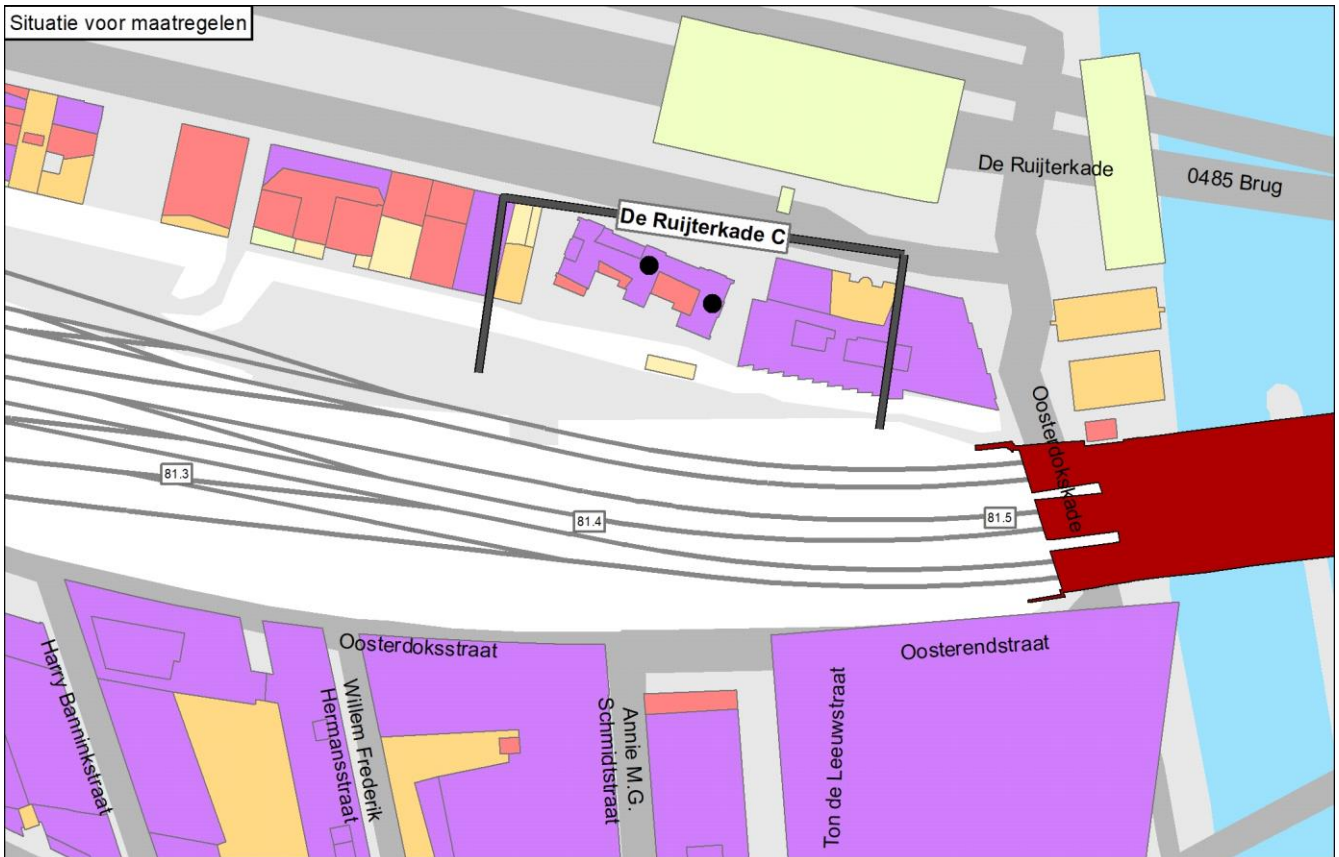 Situatie voor maatregelen
De Ruijterkade
0485 Brug
De Ruijterkade C
Oosterdokskade
81.3
81.4
81.5
Oosterdoksstraat
Oosterendstraat
Harry Banninkstraat
Willem Frederik
Hermansstraat
Annie M.G.
Schmidtstraat
Ton de Leeuwstraat